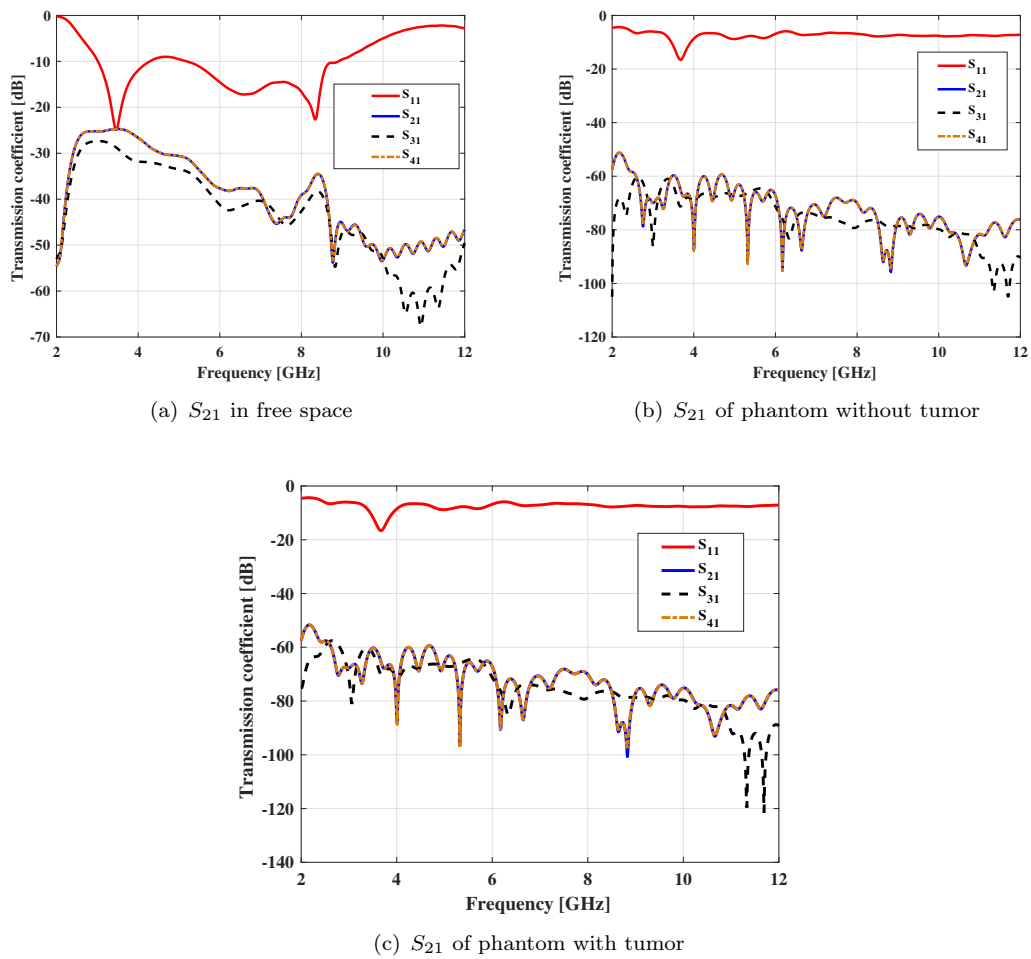 0
-10
-20
-30
-40
-50
-60
-70
Transmission coefficient [dB]
S11
S21
S31
S41
2 4 6 8 10 12
Frequency [GHz]
(a) S21 in free space
0
-20
-40
-60
-80
-100
-120
Transmission coefficient [dB]
S11
S21
S31
S41
2 4 6 8 10 12
Frequency [GHz]
(b) S21 of phantom without tumor
0
-20
-40
-60
-80
-100
-120
-140
Transmission coefficient [dB]
S11
S21
S31
S41
2 4 6 8 10 12
Frequency [GHz]
(c) S21 of phantom with tumor